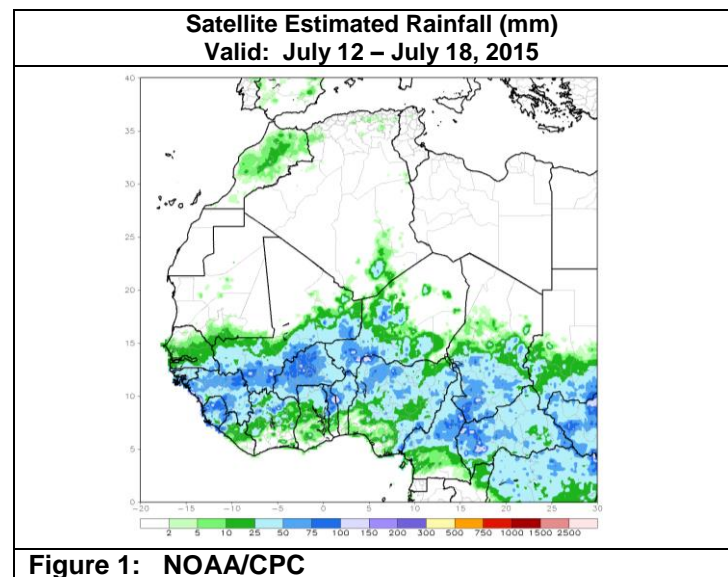 Satellite Estimated Rainfall (mm)
Valid: July 12 – July 18, 2015
40
35
30
25
20
15
10
5
0
-20 -15 -10 -5 0 5 10 15 20 25 30
2 5 10 25 50 75 100 150 200 300 500 750 1000 1500 2500
Figure 1: NOAA/CPC